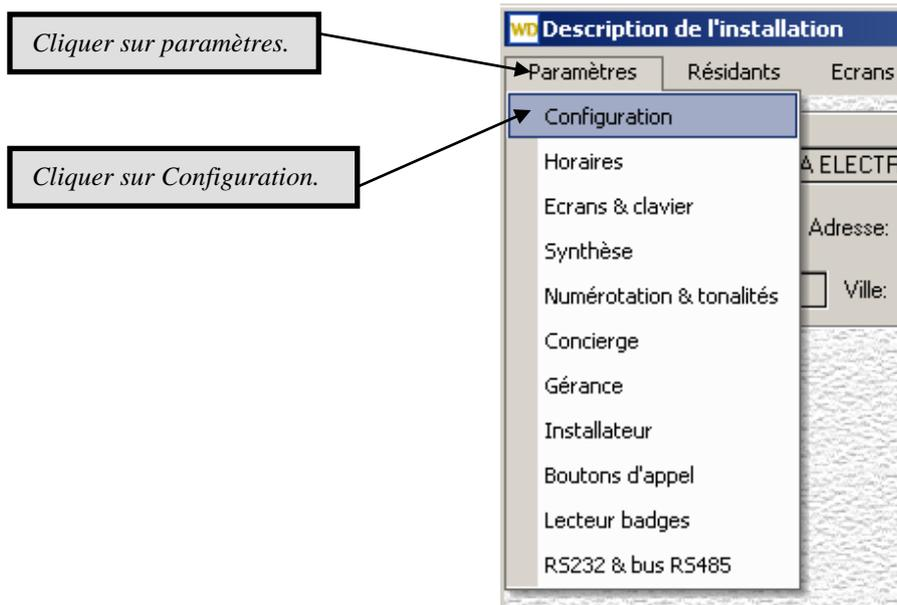 Cliquer sur paramètres.
Cliquer sur Configuration.
WD Description de l'installation
Paramètres Résidants Ecrans
Configuration
Horaires
Ecrans & clavier
Synthèse
Numérotation & tonalités
Concierge
Gérance
Installateur
Boutons d'appel
Lecteur badges
RS232 & bus RS485
Adresse:
Ville: